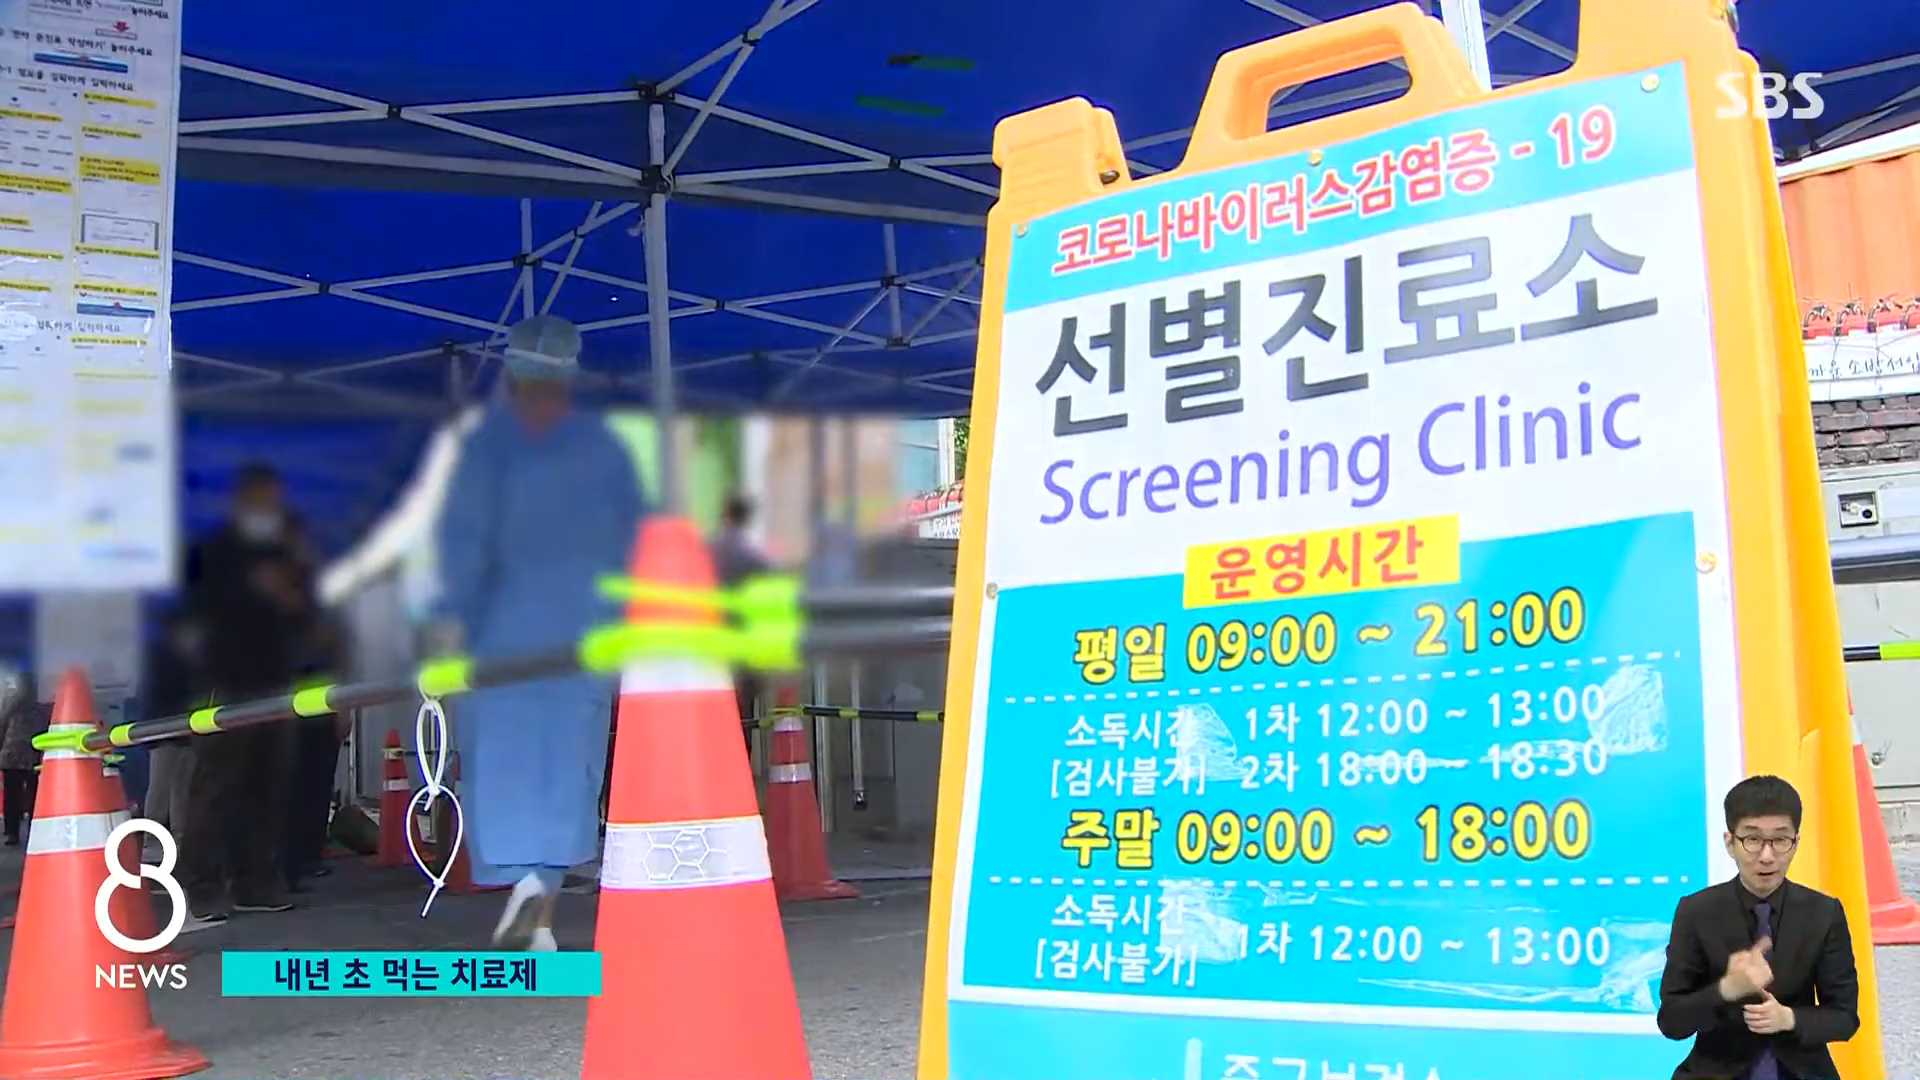 SBS
코로나바이러스감염증 - 19
선별진료소
Screening Clinic
운영시간
평일 09:00 ~ 21:00
소독시간 1차 12:00 ~ 13:00
[검사불가] 2차 18:00 ~ 18:30
주말 09:00 ~ 18:00
소독시간
[검사불가] 1차 12:00 ~ 13:00
8
NEWS
내년 초 먹는 치료제